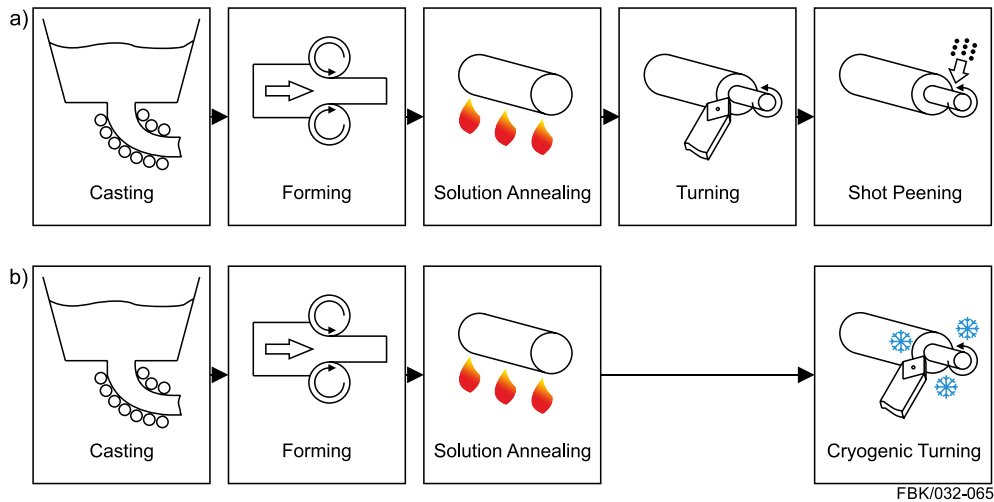 a)
Casting
Forming
Solution Annealing
Turning
Shot Peening
b)
Casting
Forming
Solution Annealing
Cryogenic Turning
FBK/032-065